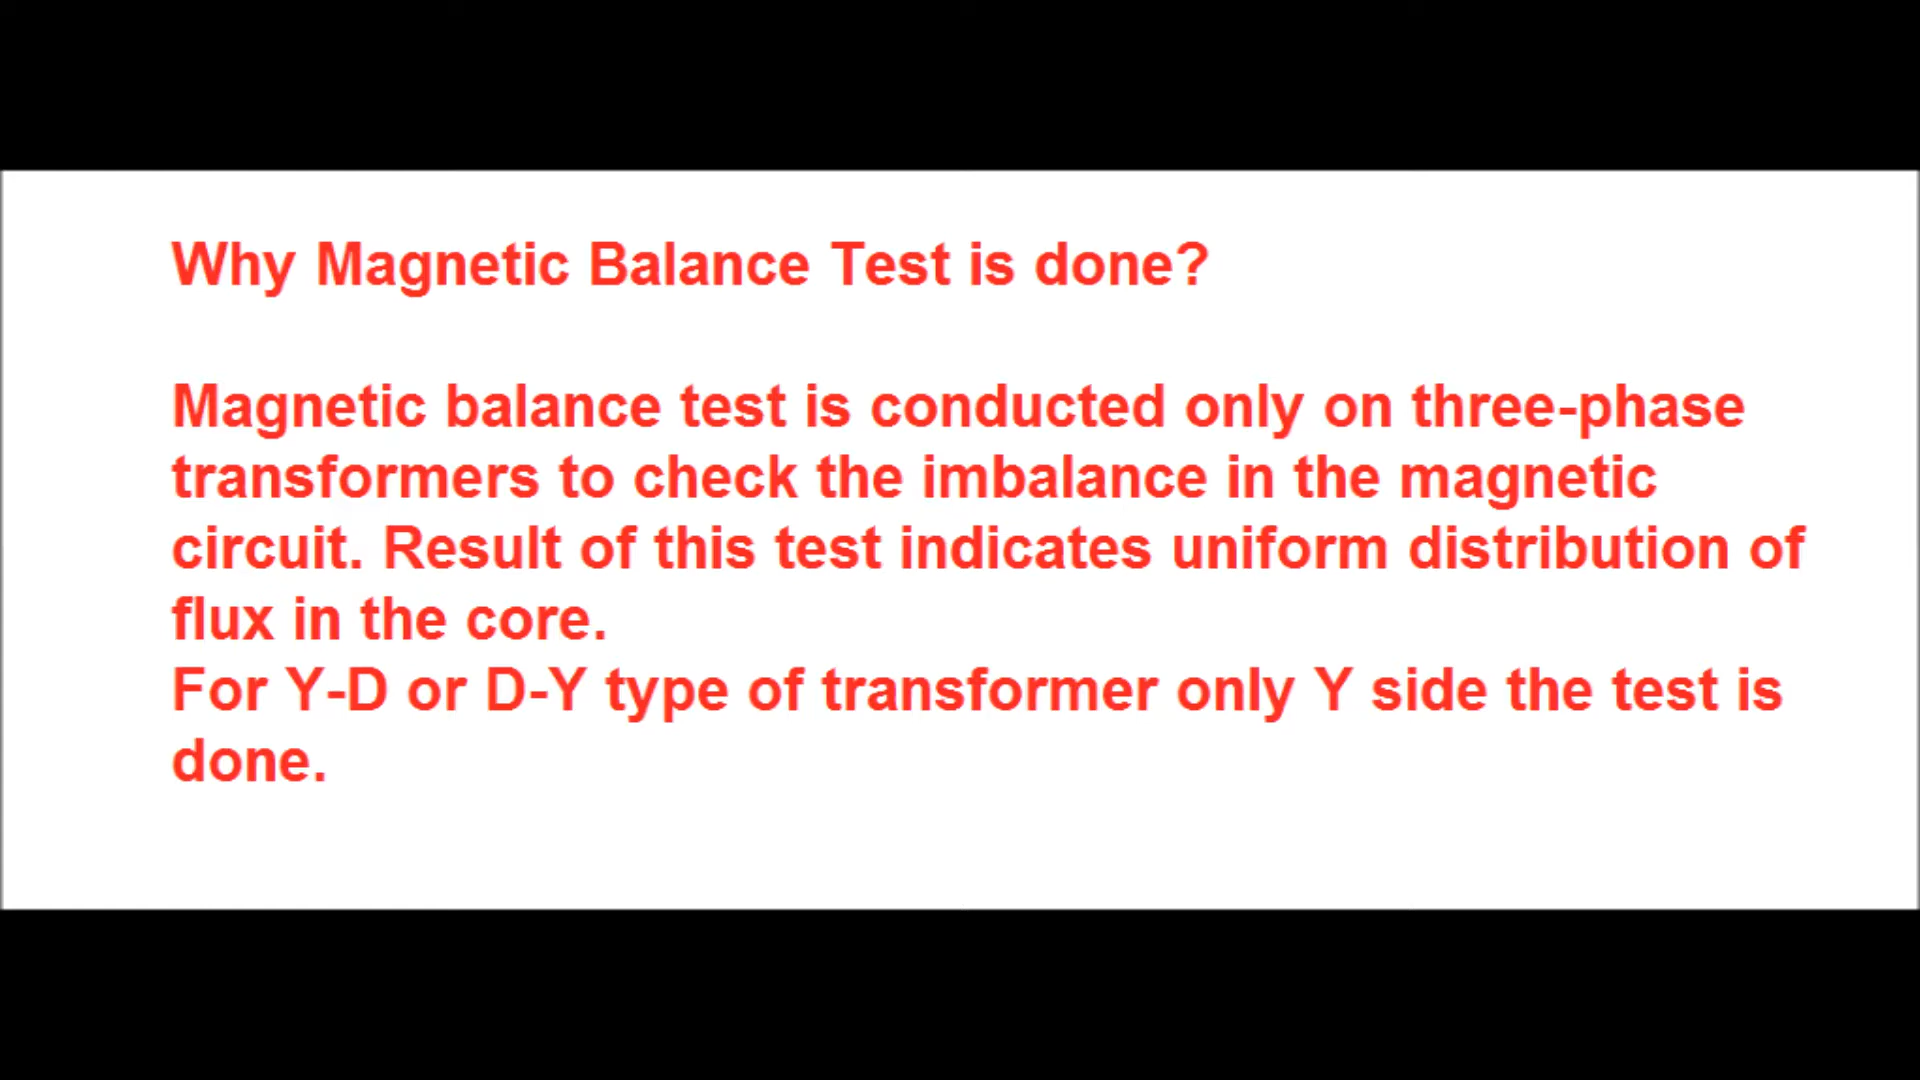 Why Magnetic Balance Test is done?
Magnetic balance test is conducted only on three-phase
transformers to check the imbalance in the magnetic
circuit. Result of this test indicates uniform distribution of
flux in the core.
For Y-D or D-Y type of transformer only Y side the test is
done.